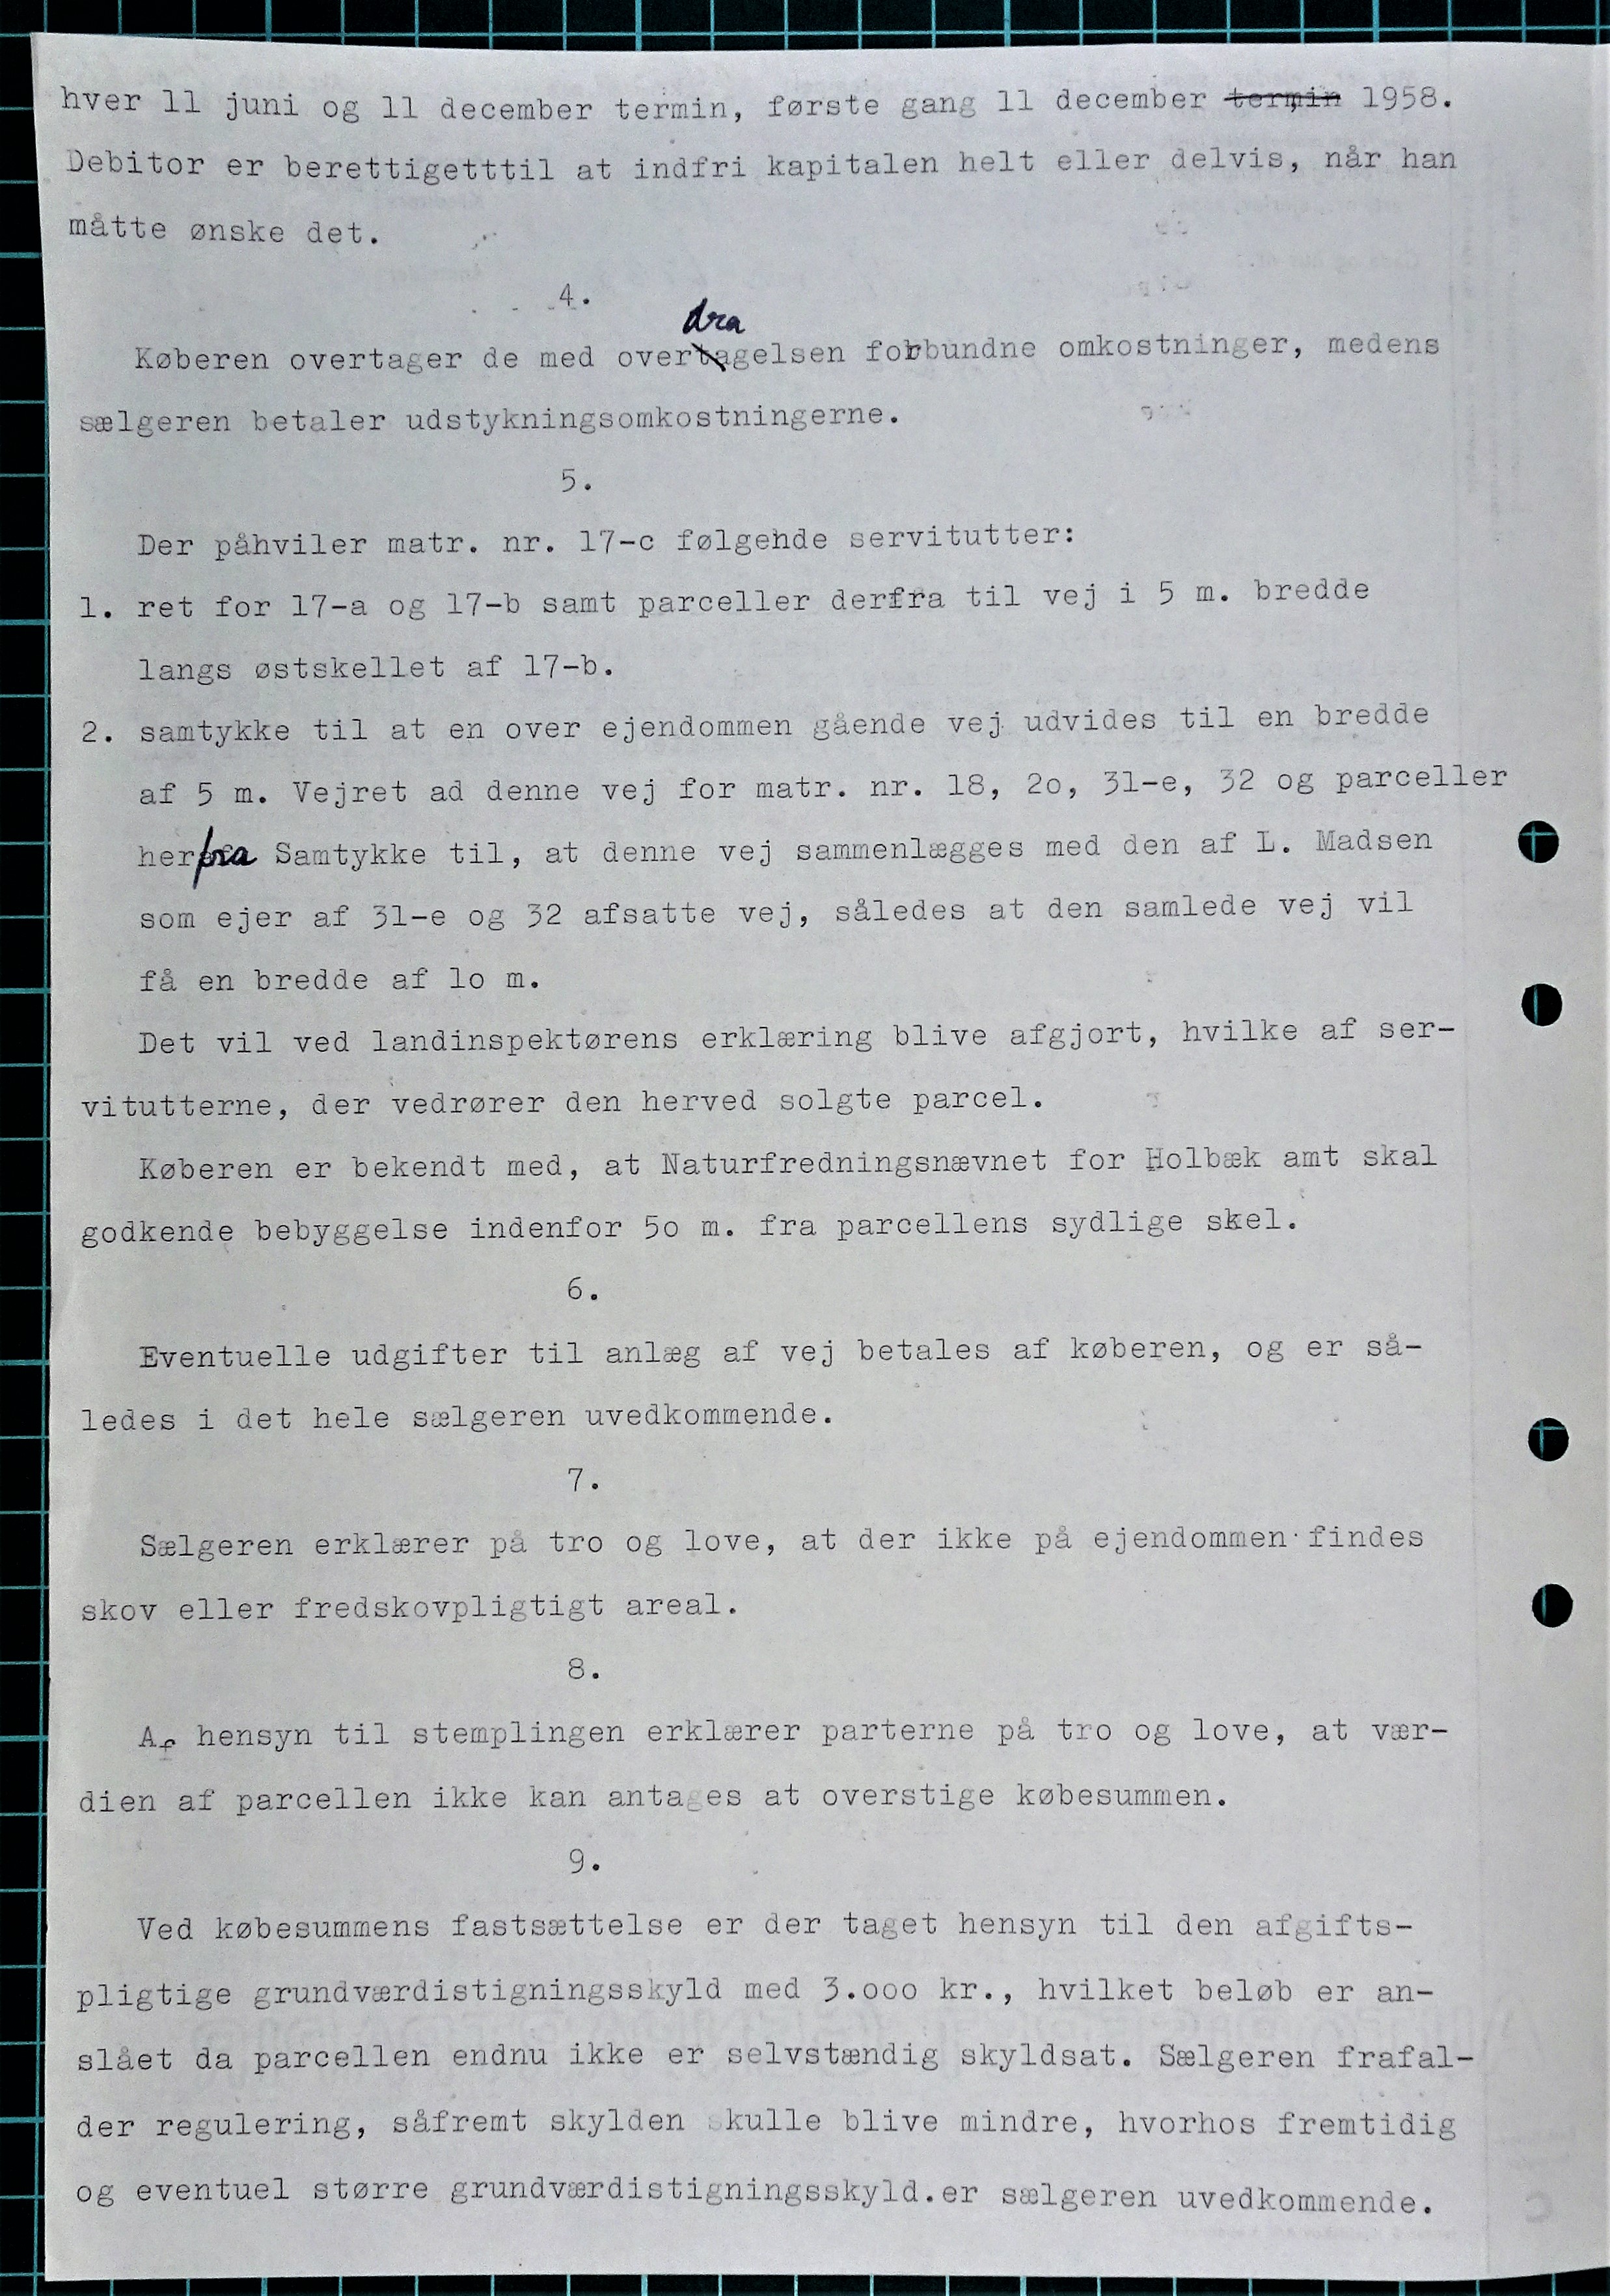 hver 11 juni og 11 december termin, første gang 11 december termin 1958.
Debitor er berettigetttil at indfri kapitalen helt eller delvis, når han
måtte ønske det.
4.
dra
Køberen overtager de med overtagelsen forbundne omkostninger, medens
sælgeren betaler udstykningsomkostningerne.
5.
Der påhviler matr. nr. 17-c følgende servitutter:
1. ret for 17-a og 17-b samt parceller derfra til vej i 5 m. bredde
langs østskellet af 17-b.
2. samtykke til at en over ejendommen gående vej udvides til en bredde
af 5 m. Vejret ad denne vej for matr. nr. 18, 2o, 31-e, 32 og parceller
herfra Samtykke til, at denne vej sammenlægges med den af L. Madsen
som ejer af 31-e og 32 afsatte vej, således at den samlede vej vil
få en bredde af lo m.
Det vil ved landinspektørens erklæring blive afgjort, hvilke af ser-
vitutterne, der vedrører den herved solgte parcel.
Køberen er bekendt med, at Naturfredningsnævnet for Holbæk amt skal
godkende bebyggelse indenfor 5o m. fra parcellens sydlige skel.
6.
Eventuelle udgifter til anlæg af vej betales af køberen, og er så-
ledes i det hele sælgeren uvedkommende.
7.
Sælgeren erklærer på tro og love, at der ikke på ejendommen findes
skov eller fredskovpligtigt areal.
8.
Af hensyn til stemplingen erklærer parterne på tro og love, at vær-
dien af parcellen ikke kan antages at overstige købesummen.
9.
Ved købesummens fastsættelse er der taget hensyn til den afgifts-
pligtige grundværdistigningsskyld med 3.ooo kr., hvilket beløb er an-
slået da parcellen endnu ikke er selvstændig skyldsat. Sælgeren frafal-
der regulering, såfremt skylden skulle blive mindre, hvorhos fremtidig
og eventuel større grundværdistigningsskyld.er sælgeren uvedkommende.